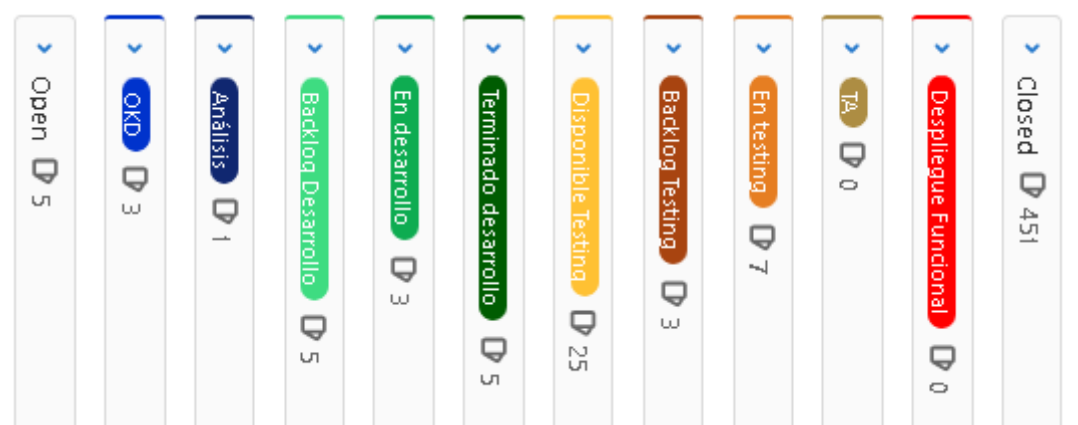 Open 5
OKD 3
Análisis 1
Backlog Desarrollo 5
En desarrollo 3
Terminado desarrollo 5
Disponible Testing 25
Backlog Testing 3
En testing 7
TA 0
Despliegue Funcional 0
Closed 451